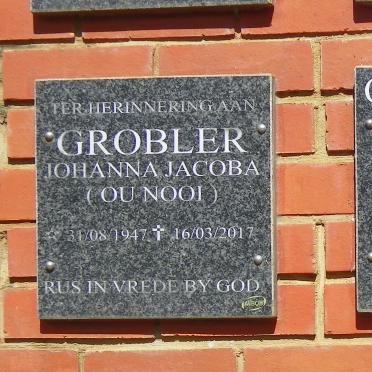 TER HERINNERING AAN
GROBLER
JOHANNA JACOBA
( OU NOOI )
☆ 31/08/1947 ✝ 16/03/2017
RUS IN VREDE BY GOD